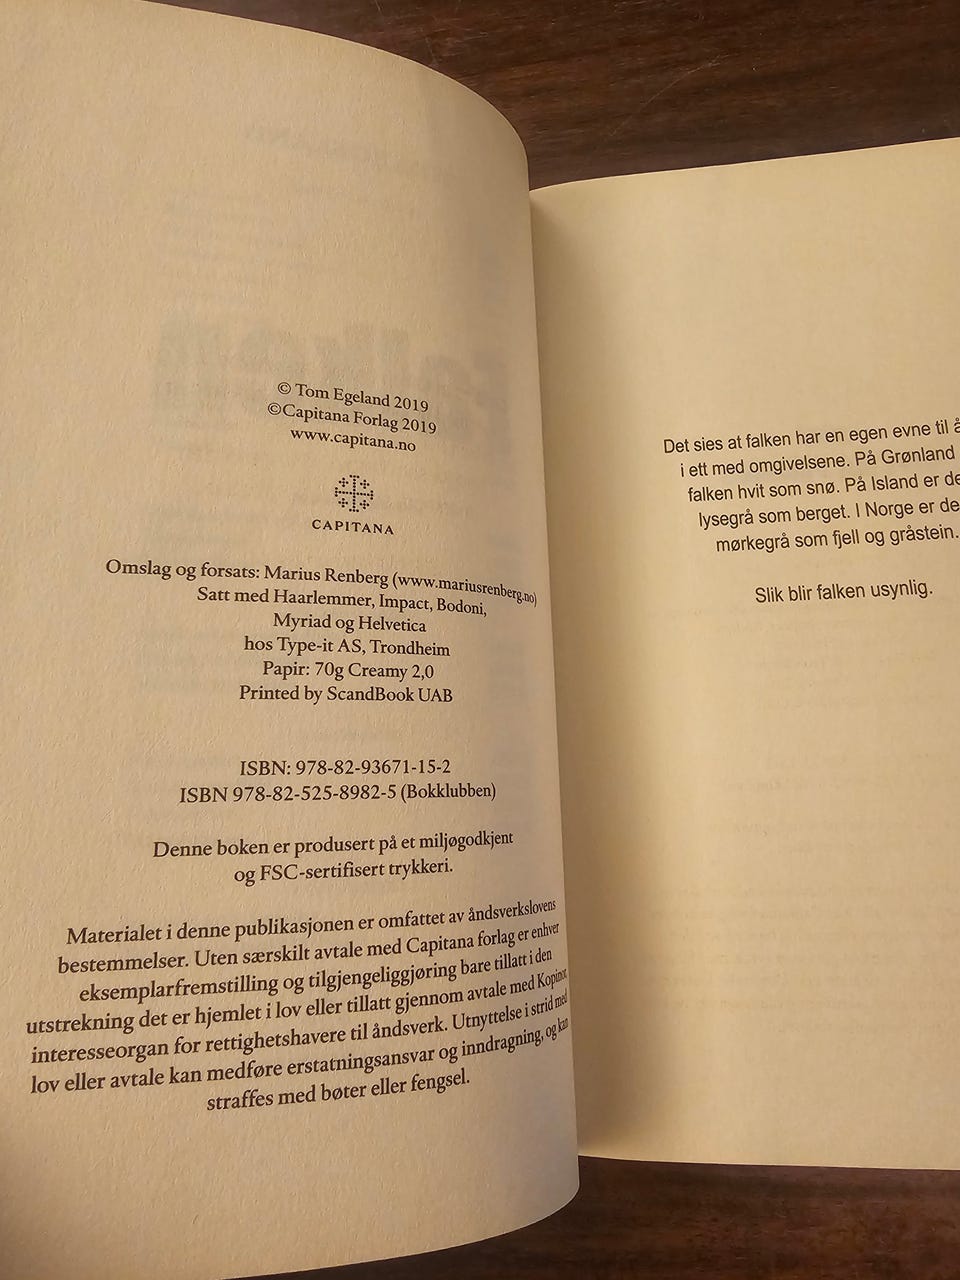 © Tom Egeland 2019
©Capitana Forlag 2019
www.capitana.no
CAPITANA
Omslag og forsats: Marius Renberg (www.mariusrenberg.no)
Satt med Haarlemmer, Impact, Bodoni,
Myriad og Helvetica
hos Type-it AS, Trondheim
Papir: 70g Creamy 2,0
Printed by ScandBook UAB
ISBN: 978-82-93671-15-2
ISBN 978-82-525-8982-5 (Bokklubben)
Denne boken er produsert på et miljøgodkjent
og FSC-sertifisert trykkeri.
Materialet i denne publikasjonen er omfattet av åndsverkslovens
bestemmelser. Uten særskilt avtale med Capitana forlag er enhver
eksemplarfremstilling og tilgjengeliggjøring bare tillatt i den
utstrekning det er hjemlet i lov eller tillatt gjennom avtale med Kopinor,
interesseorgan for rettighetshavere til åndsverk. Utnyttelse i strid med
lov eller avtale kan medføre erstatningsansvar og inndragning, og kan
straffes med bøter eller fengsel.
Det sies at falken har en egen evne til å
i ett med omgivelsene. På Grønland
falken hvit som snø. På Island er de
lysegrå som berget. I Norge er de
mørkegrå som fjell og gråstein.
Slik blir falken usynlig.